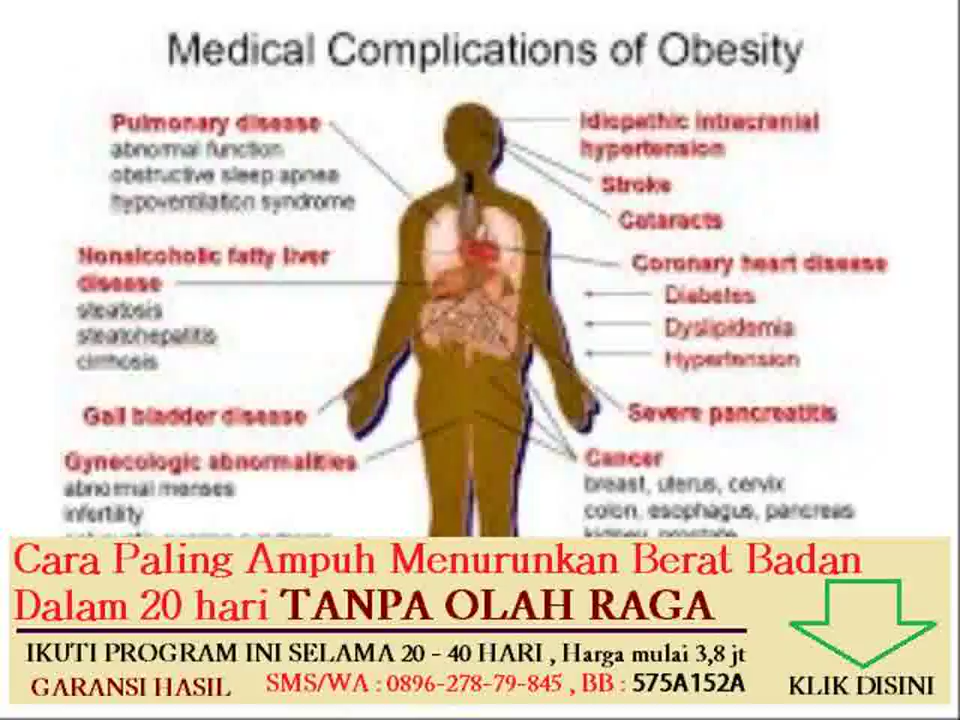 Medical Complications of Obesity
Pulmonary disease
abnormal function
obstructive sleep apnea
hypoventilation syndrome
Nonalcoholic fatty liver
disease
steatosis
steatohepatitis
cirrhosis
Gall bladder disease
Gynecologic abnormalities
abnormal menses
infertility
Idiopathic intracranial
hypertension
Stroke
Cataracts
Coronary heart disease
Diabetes
Dyslipidemia
Hypertension
Severe pancreatitis
Cancer
breast, uterus, cervix
colon, esophagus, pancreas
kidney, prostate
Cara Paling Ampuh Menurunkan Berat Badan
Dalam 20 hari TANPA OLAH RAGA
IKUTI PROGRAM INI SELAMA 20 - 40 HARI , Harga mulai 3,8 jt
GARANSI HASIL SMS/WA : 0896-278-79-845 , BB : 575A152A
KLIK DISINI